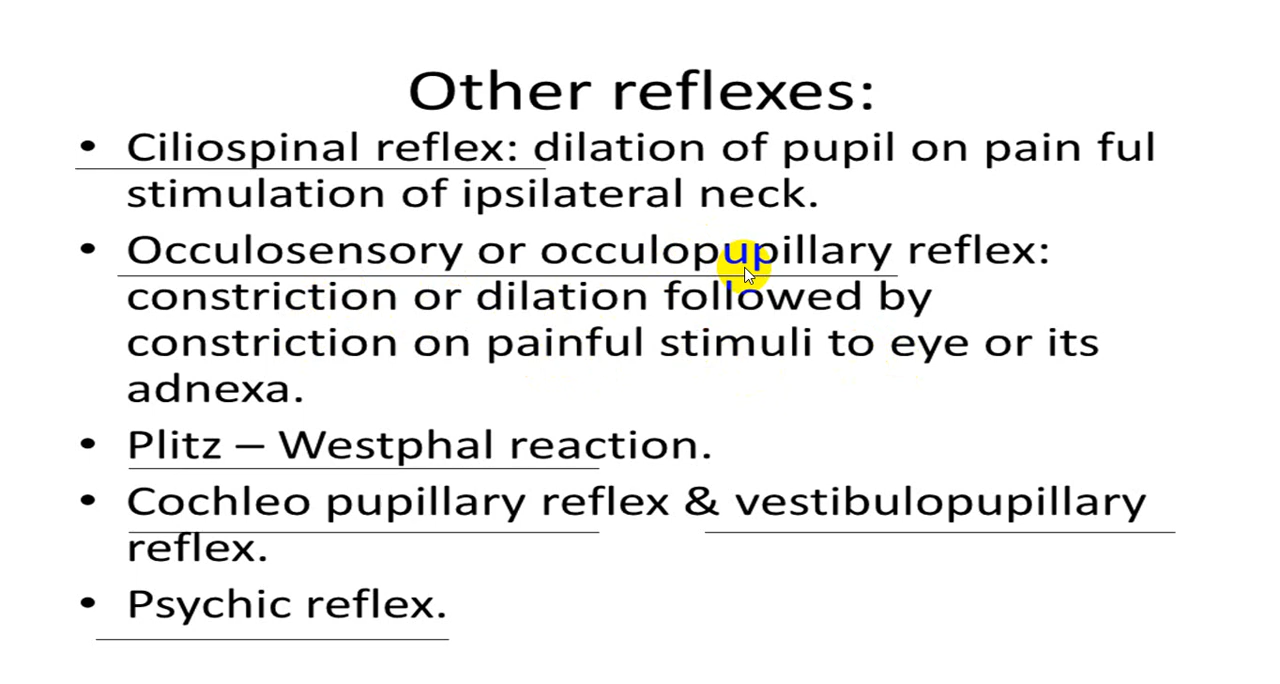 Other reflexes:
• Ciliospinal reflex: dilation of pupil on pain ful
stimulation of ipsilateral neck.
• Occulosensory or occulopupillary reflex:
constriction or dilation followed by
constriction on painful stimuli to eye or its
adnexa.
• Plitz – Westphal reaction.
• Cochleo pupillary reflex & vestibulopupillary
reflex.
• Psychic reflex.